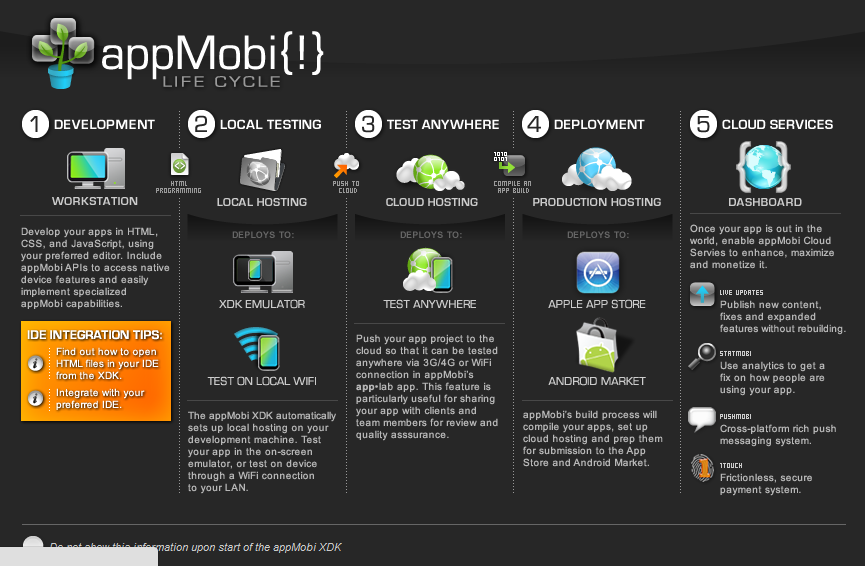 appMobi{!}
LIFE CYCLE
1 DEVELOPMENT
WORKSTATION
Develop your apps in HTML,
CSS, and JavaScript, using
your preferred editor. Include
appMobi APIs to access native
device features and easily
implement specialized
appMobi capabilities.
IDE INTEGRATION TIPS:
Find out how to open
HTML files in your IDE
from the XDK.
Integrate with your
preferred IDE.
HTML
PROGRAMMING
2 LOCAL TESTING
LOCAL HOSTING
DEPLOYS TO:
XDK EMULATOR
TEST ON LOCAL WIFI
The appMobi XDK automatically
sets up local hosting on your
development machine. Test
your app in the on-screen
emulator, or test on device
through a WiFi connection
to your LAN.
PUSH TO
CLOUD
3 TEST ANYWHERE
CLOUD HOSTING
DEPLOYS TO:
TEST ANYWHERE
Push your app project to the
cloud so that it can be tested
anywhere via 3G/4G or WiFi
connection in appMobi's
app•lab app. This feature is
particularly useful for sharing
your app with clients and
team members for review and
quality asssurance.
1010
0101
COMPILE AN
APP BUILD
4 DEPLOYMENT
PRODUCTION HOSTING
DEPLOYS TO:
APPLE APP STORE
ANDROID MARKET
appMobi's build process will
compile your apps, set up
cloud hosting and prep them
for submission to the App
Store and Android Market.
5 CLOUD SERVICES
DASHBOARD
Once your app is out in the
world, enable appMobi Cloud
Servies to enhance, maximize
and monetize it.
LIVE UPDATES
Publish new content,
fixes and expanded
features without rebuilding.
STATMOBI
Use analytics to get a
fix on how people are
using your app.
PUSHMOBI
Cross-platform rich push
messaging system.
1TOUCH
Frictionless, secure
payment system.
Do not show this information upon start of the appMobi XDK